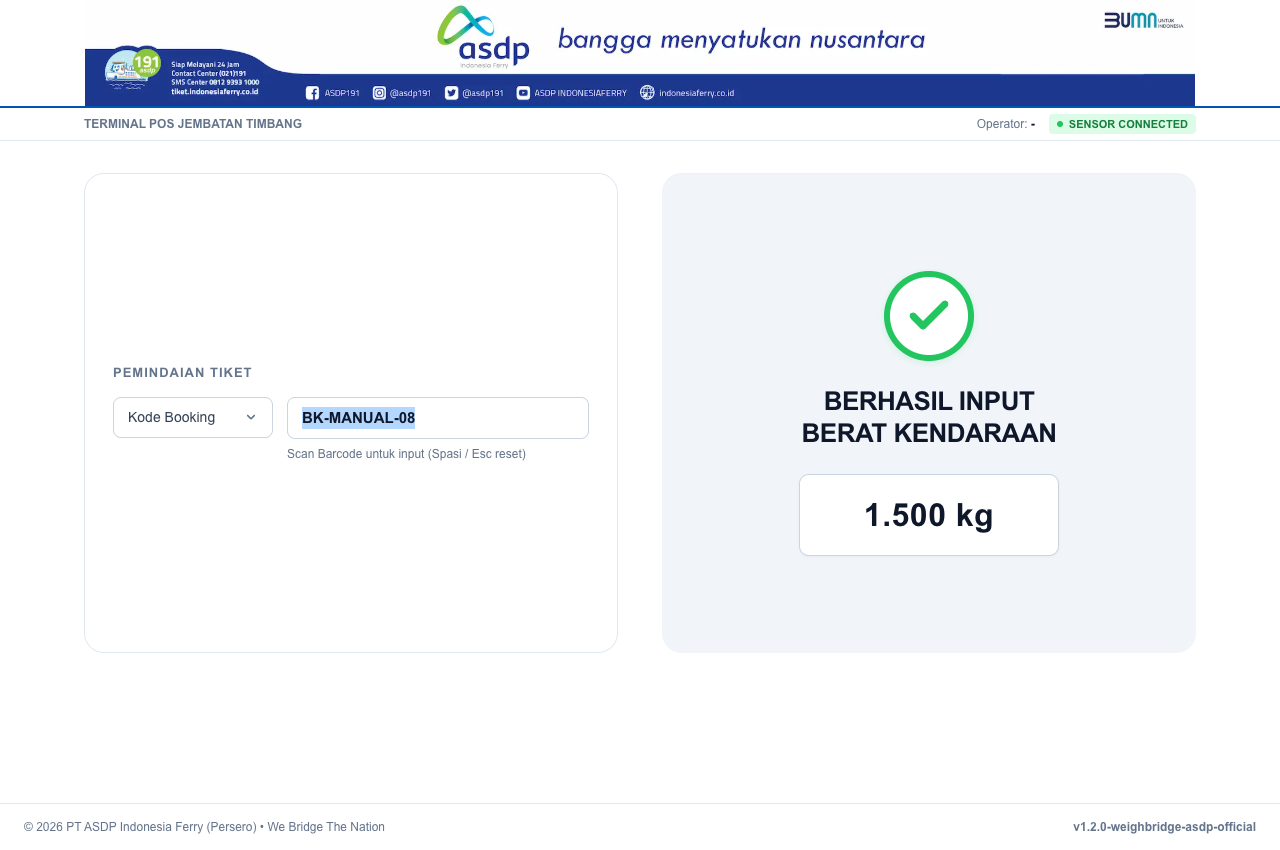 asdp
Indonesia Ferry
bangga menyatukan nusantara
BUMN UNTUK INDONESIA
191
asdp
Siap Melayani 24 Jam
Contact Center (021)191
SMS Center 0812 9393 1000
tiket.indonesiaferry.co.id
ASDP191 @asdp191 @asdp191 ASDP INDONESIAFERRY indonesiaferry.co.id
TERMINAL POS JEMBATAN TIMBANG
Operator: -
SENSOR CONNECTED
PEMINDAIAN TIKET
Kode Booking
BK-MANUAL-08
Scan Barcode untuk input (Spasi / Esc reset)
BERHASIL INPUT
BERAT KENDARAAN
1.500 kg
© 2026 PT ASDP Indonesia Ferry (Persero) • We Bridge The Nation
v1.2.0-weighbridge-asdp-official